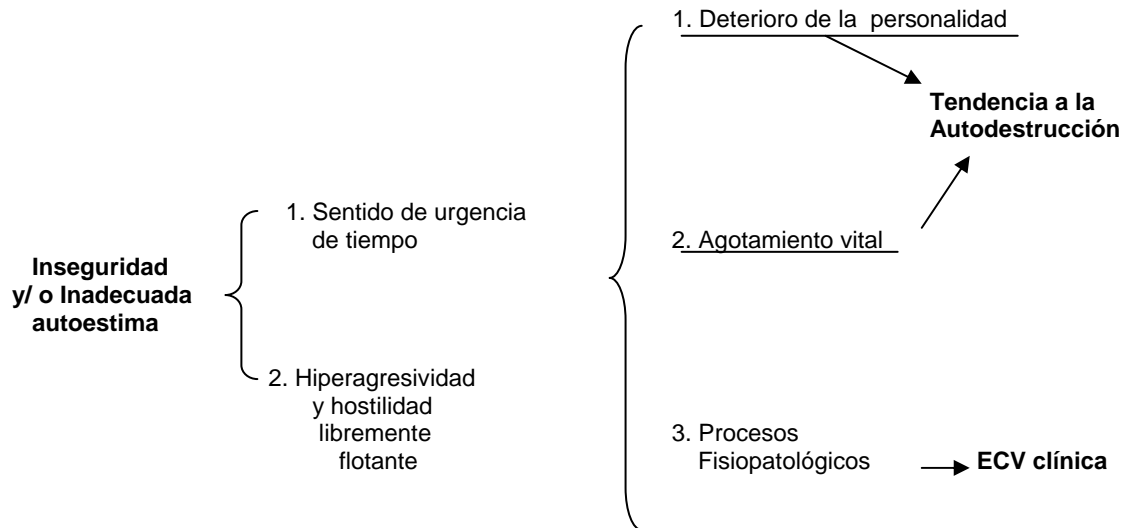 Inseguridad
y/ o Inadecuada
autoestima
1. Sentido de urgencia
de tiempo
2. Hiperagresividad
y hostilidad
libremente
flotante
1. Deterioro de la personalidad
Tendencia a la
Autodestrucción
2. Agotamiento vital
3. Procesos
Fisiopatológicos
ECV clínica